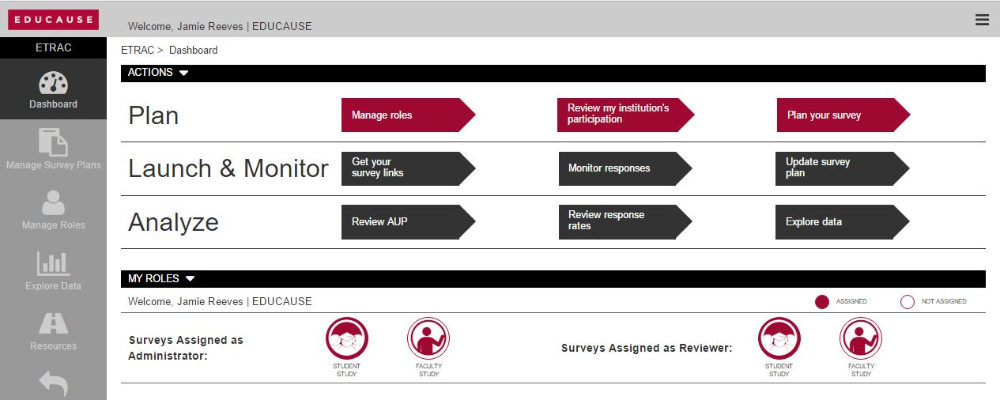 EDUCAUSE
Welcome, Jamie Reeves | EDUCAUSE
ETRAC
Dashboard
Manage Survey Plans
Manage Roles
Explore Data
Resources
ETRAC > Dashboard
ACTIONS
Plan
Manage roles
Review my institution's
participation
Plan your survey
Launch & Monitor
Get your
survey links
Monitor responses
Update survey
plan
Analyze
Review AUP
Review response
rates
Explore data
MY ROLES
Welcome, Jamie Reeves | EDUCAUSE
ASSIGNED
NOT ASSIGNED
Surveys Assigned as
Administrator:
STUDENT
STUDY
FACULTY
STUDY
Surveys Assigned as Reviewer:
STUDENT
STUDY
FACULTY
STUDY